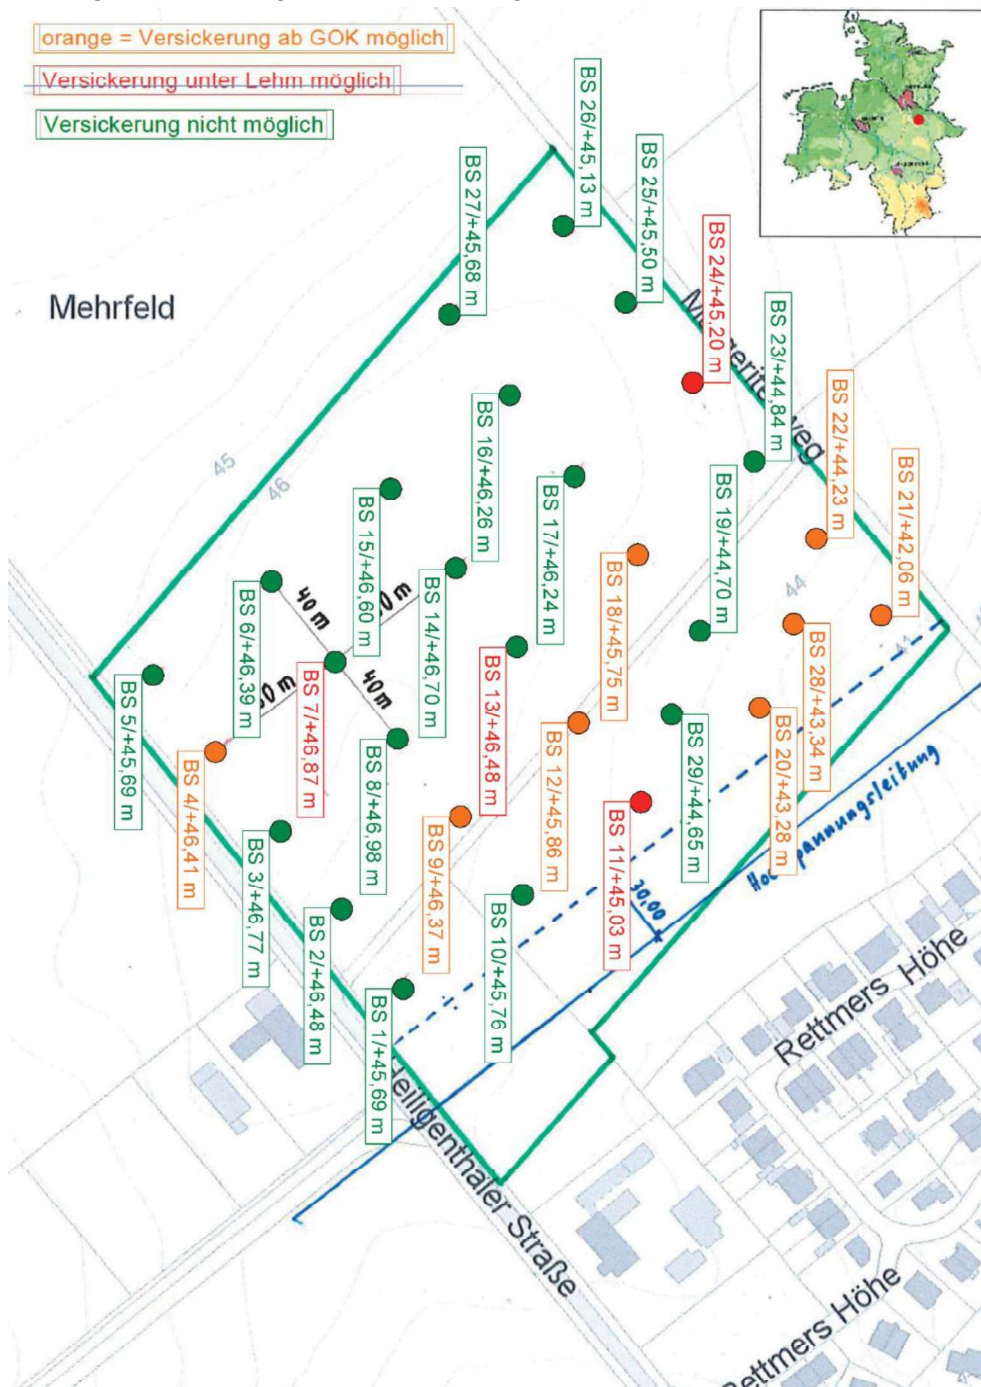 orange = Versickerung ab GOK möglich
Versickerung unter Lehm möglich
Versickerung nicht möglich
BS 26/+45,13 m
BS 25/+45,50 m
BS 27/+45,68 m
BS 24/+45,20 m
Mehrfeld
BS 23/+44,84 m
BS 22/+44,23 m
BS 21/+42,06 m
BS 16/+46,26 m
BS 17/+46,24 m
BS 19/+44,70 m
45
46
BS 15/+46,60 m
BS 18/+45,75 m
44
41
BS 14/+46,70 m
40 m
BS 6/+46,39 m
40 m
BS 28/+43,34 m
BS 5/+45,69 m
BS 7/+46,87 m
BS 13/+46,48 m
BS 29/+44,65 m
BS 20/+43,28 m
BS 4/+46,41 m
BS 8/+46,98 m
BS 12/+45,86 m
BS 3/+46,77 m
BS 9/+46,37 m
BS 11/+45,03 m
30,00
BS 2/+46,48 m
BS 10/+45,76 m
BS 1/+45,69 m
Rettmers Höhe
Heiligenthaler Straße
Rettmers Höhe